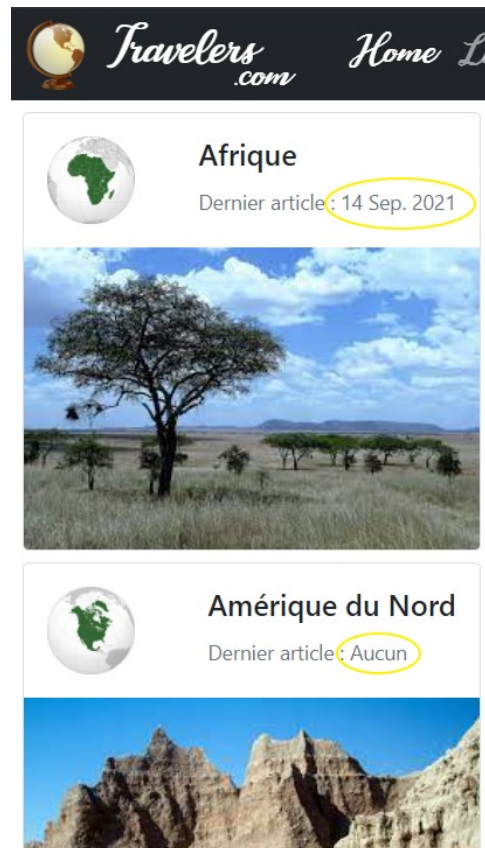 Travelers
.com
Home
Afrique
Dernier article : 14 Sep. 2021
Amérique du Nord
Dernier article : Aucun